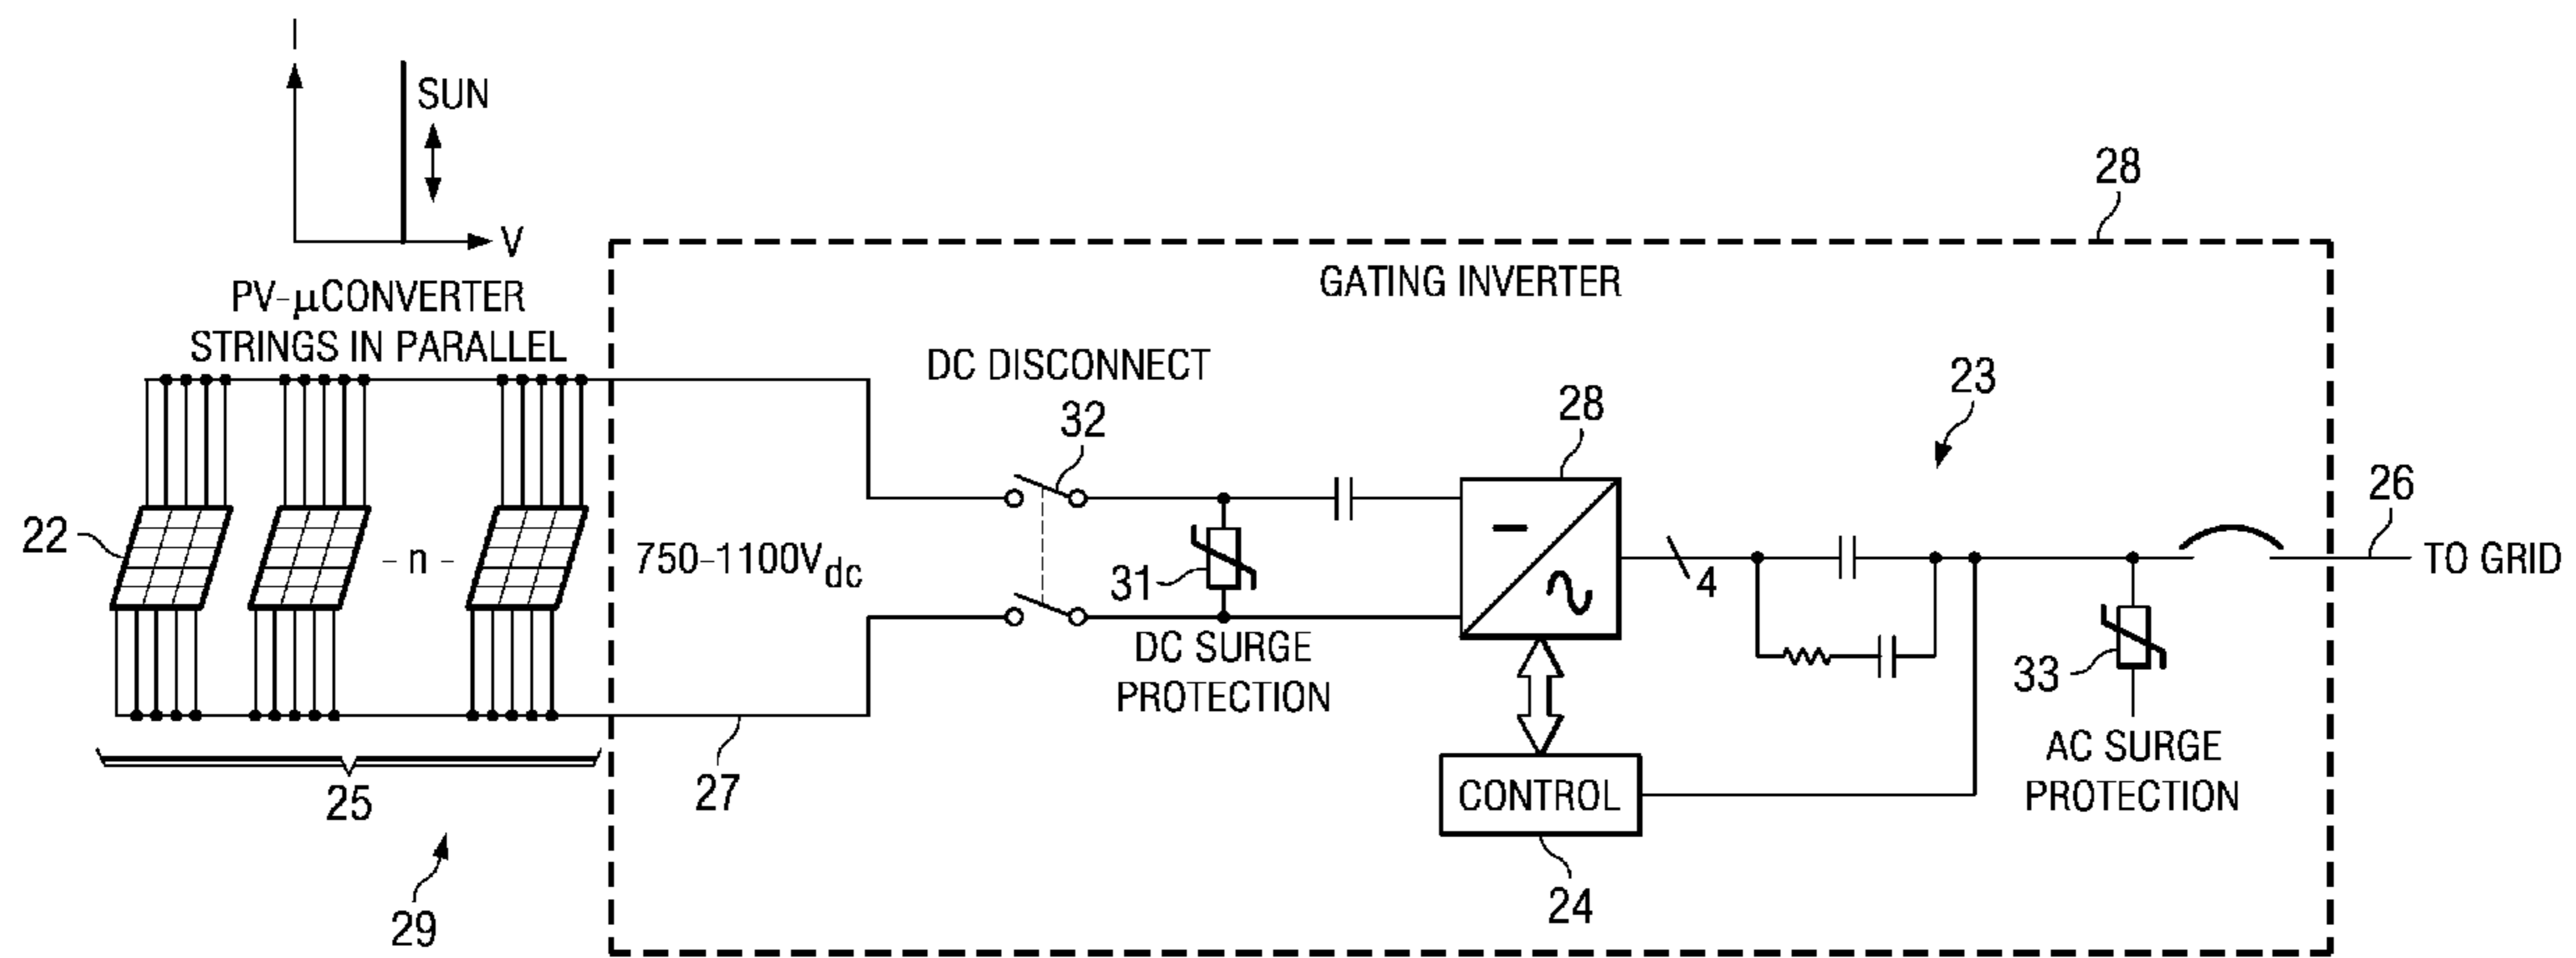 I
SUN
V
PV-μCONVERTER
STRINGS IN PARALLEL
28
GATING INVERTER
DC DISCONNECT
32
28
23
26
22
- n -
750-1100Vdc
31
4
TO GRID
DC SURGE
PROTECTION
33
AC SURGE
PROTECTION
25
27
CONTROL
29
24